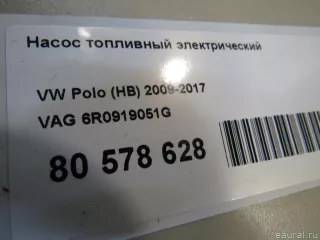 Насос топливный электрический
VW Polo (HB) 2009-2017
VAG 6R0919051G
80 578 628
eaural.ru